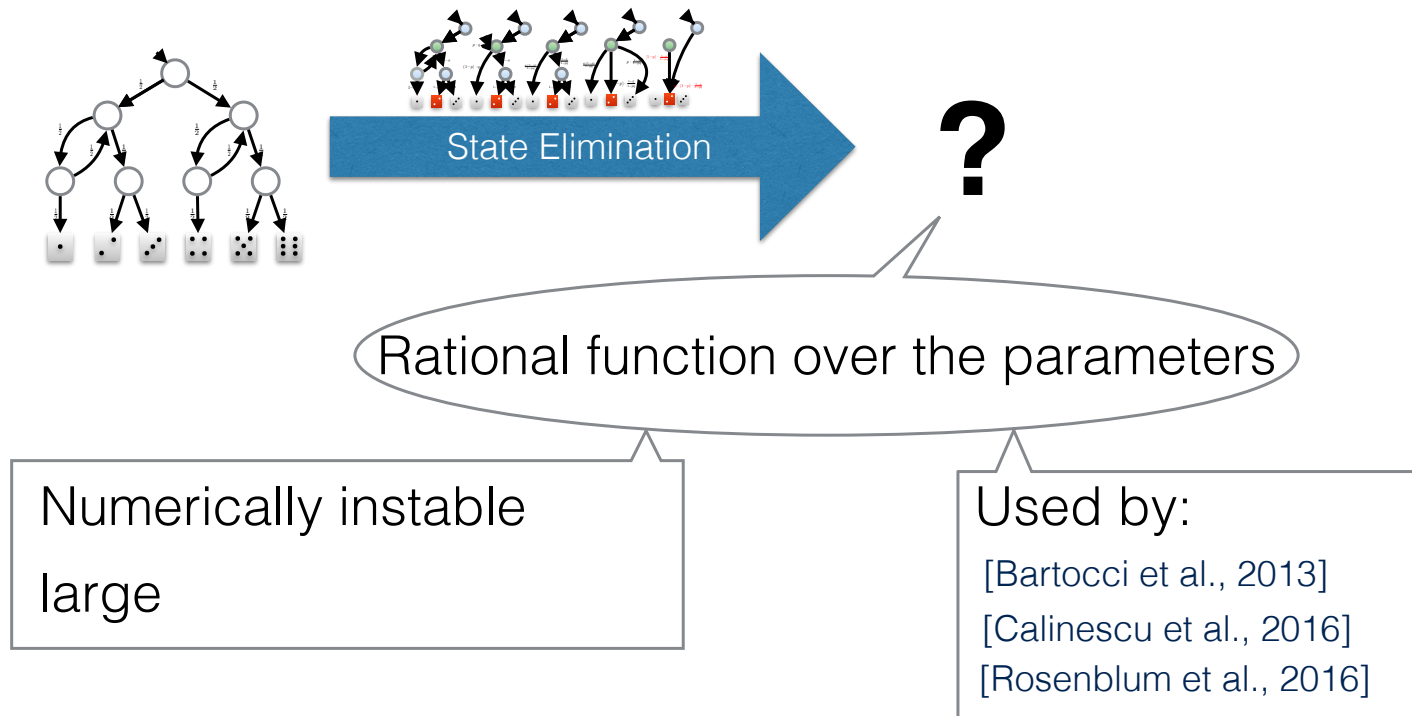 State Elimination
?
Rational function over the parameters
Numerically instable
large
Used by:
[Bartocci et al., 2013]
[Calinescu et al., 2016]
[Rosenblum et al., 2016]